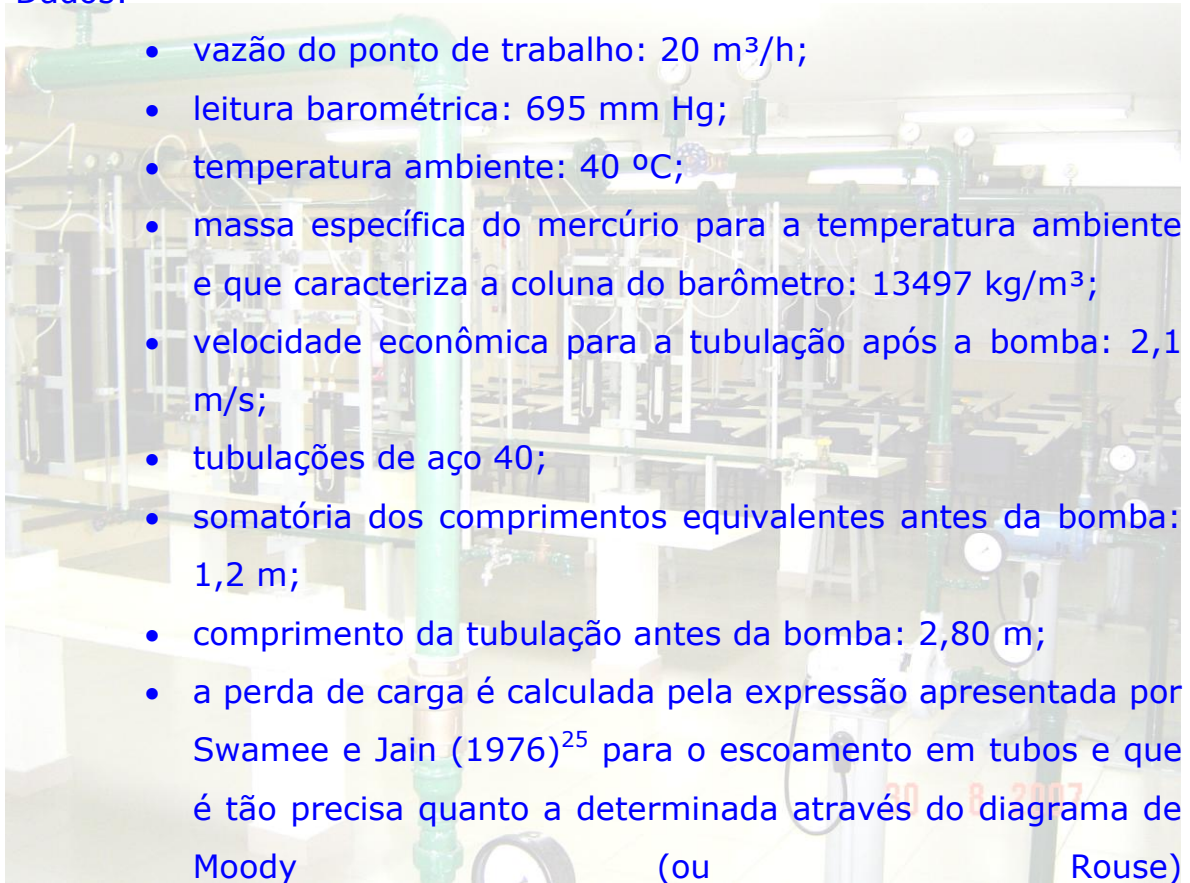 Dados:
• vazão do ponto de trabalho: 20 m³/h;
• leitura barométrica: 695 mm Hg;
• temperatura ambiente: 40 ºC;
• massa específica do mercúrio para a temperatura ambiente
e que caracteriza a coluna do barômetro: 13497 kg/m³;
• velocidade econômica para a tubulação após a bomba: 2,1
m/s;
• tubulações de aço 40;
• somatória dos comprimentos equivalentes antes da bomba:
1,2 m;
• comprimento da tubulação antes da bomba: 2,80 m;
• a perda de carga é calculada pela expressão apresentada por
Swamee e Jain (1976)²⁵ para o escoamento em tubos e que
é tão precisa quanto a determinada através do diagrama de
Moody (ou Rouse)
30 8 2007